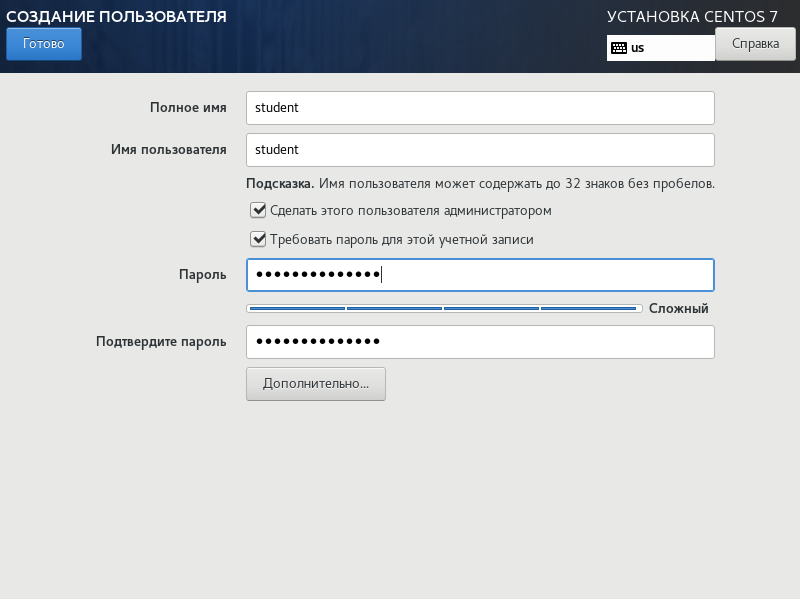 СОЗДАНИЕ ПОЛЬЗОВАТЕЛЯ
УСТАНОВКА CENTOS 7
Готово
us
Справка
Полное имя
student
Имя пользователя
student
Подсказка. Имя пользователя может содержать до 32 знаков без пробелов.
Сделать этого пользователя администратором
Требовать пароль для этой учетной записи
Пароль
••••••••••••••
Сложный
Подтвердите пароль
••••••••••••••
Дополнительно...